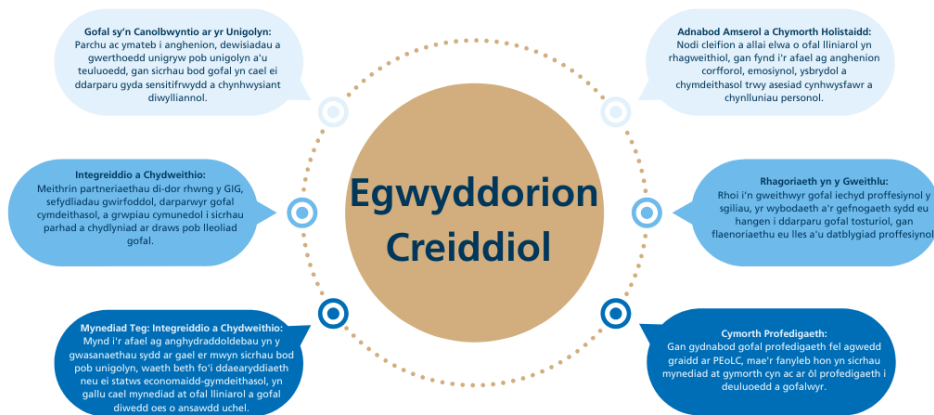 Gofal sy'n Canolbwyntio ar yr Unigolyn:
Parchu ac ymateb i anghenion, dewisiadau a
gwerthoedd unigryw pob unigolyn a'u
teuluoedd, gan sicrhau bod gofal yn cael ei
ddarparu gyda sensitifrwydd a chynhwysiant
diwylliannol.
Adnabod Amserol a Chymorth Holistaidd:
Nodi cleifion a allai elwa o ofal lliniarol yn
rhagweithiol, gan fynd i'r afael ag anghenion
corfforol, emosiynol, ysbrydol a
chymdeithasol trwy asesiad cynhwysfawr a
chynlluniau personol.
Integreiddio a Chydweithio:
Meithrin partneriaethau di-dor rhwng y GIG,
sefydliadau gwirfoddol, darparwyr gofal
cymdeithasol, a grwpiau cymunedol i sicrhau
parhad a chydlyniad ar draws pob lleoliad
gofal.
Egwyddorion
Creiddiol
Rhagoriaeth yn y Gweithlu:
Rhoi i'n gweithwyr gofal iechyd proffesiynol y
sgiliau, yr wybodaeth a'r gefnogaeth sydd eu
hangen i ddarparu gofal tosturiol, gan
flaenoriaethu eu lles a'u datblygiad proffesiynol
Mynediad Teg: Integreiddio a Chydweithio:
Mynd i'r afael ag anghydraddoldebau yn y
gwasanaethau sydd ar gael er mwyn sicrhau bod
pob unigolyn, waeth beth fo'i ddaearyddiaeth
neu ei statws economaidd-gymdeithasol, yn
gallu cael mynediad at ofal lliniarol a gofal
diwedd oes o ansawdd uchel.
Cymorth Profedigaeth:
Gan gydnabod gofal profedigaeth fel agwedd
graidd ar PEoLC, mae'r fanyleb hon yn sicrhau
mynediad at gymorth cyn ac ar ôl profedigaeth i
deuluoedd a gofalwyr.